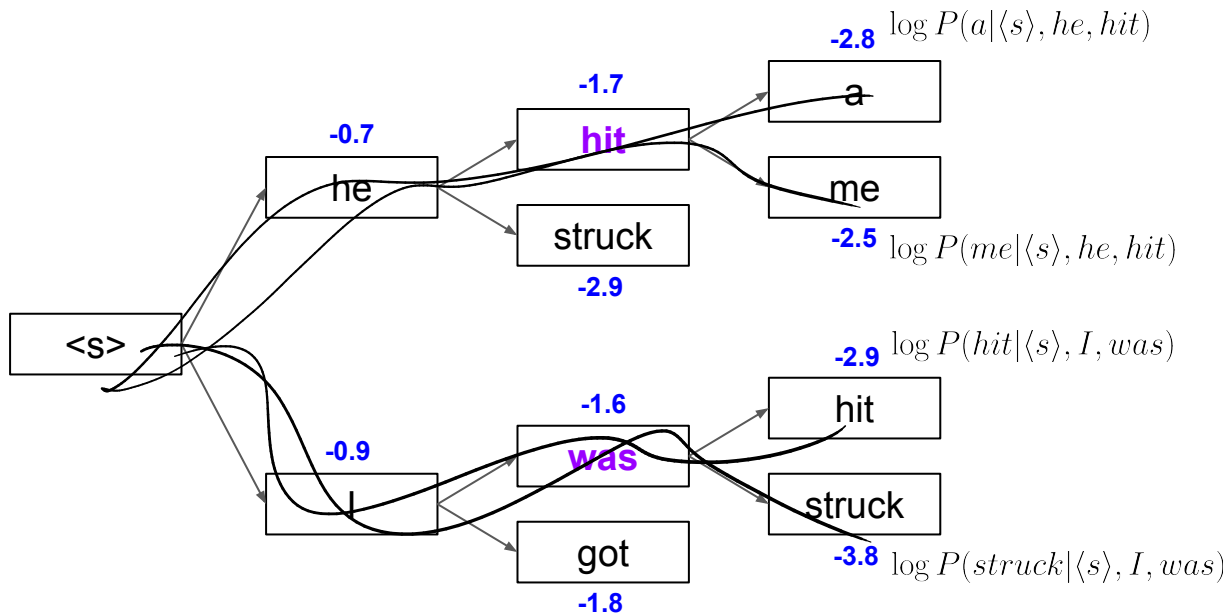 -2.8 log P(a|⟨s⟩, he, hit)
-1.7
a
-0.7
hit
he
me
struck
-2.5 log P(me|⟨s⟩, he, hit)
-2.9
<s>
-2.9 log P(hit|⟨s⟩, I, was)
-1.6
hit
-0.9
was
I
struck
got
-3.8 log P(struck|⟨s⟩, I, was)
-1.8